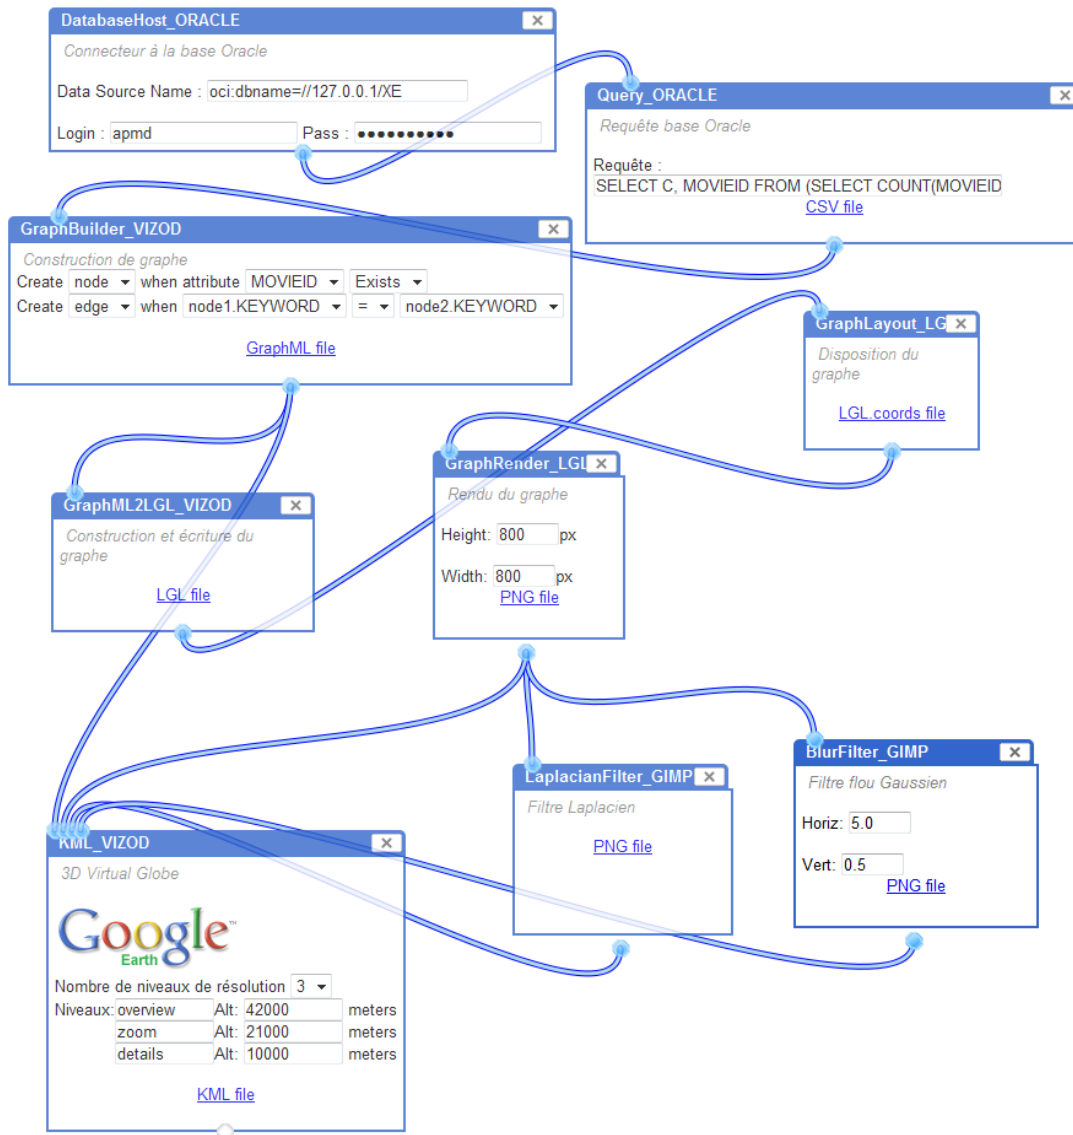 DatabaseHost_ORACLE
Connecteur à la base Oracle
Data Source Name : oci:dbname=//127.0.0.1/XE
Login : apmd Pass : ●●●●●●●●●●
Query_ORACLE
Requête base Oracle
Requête :
SELECT C, MOVIEID FROM (SELECT COUNT(MOVIEID
CSV file
GraphBuilder_VIZOD
Construction de graphe
Create node when attribute MOVIEID Exists
Create edge when node1.KEYWORD = node2.KEYWORD
GraphML file
GraphLayout_LG
Disposition du
graphe
LGL.coords file
GraphRender_LGL
Rendu du graphe
Height: 800 px
Width: 800 px
PNG file
GraphML2LGL_VIZOD
Construction et écriture du
graphe
LGL file
LaplacianFilter_GIMP
Filtre Laplacien
PNG file
BlurFilter_GIMP
Filtre flou Gaussien
Horiz: 5.0
Vert: 0.5
PNG file
KML_VIZOD
3D Virtual Globe
Google™
Earth
Nombre de niveaux de résolution 3
Niveaux: overview Alt: 42000 meters
zoom Alt: 21000 meters
details Alt: 10000 meters
KML file